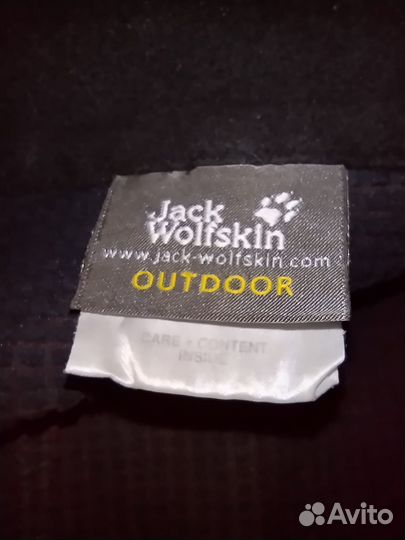 Jack
Wolfskin
www.jack-wolfskin.com
OUTDOOR
CARE + CONTENT
INSIDE
Avito